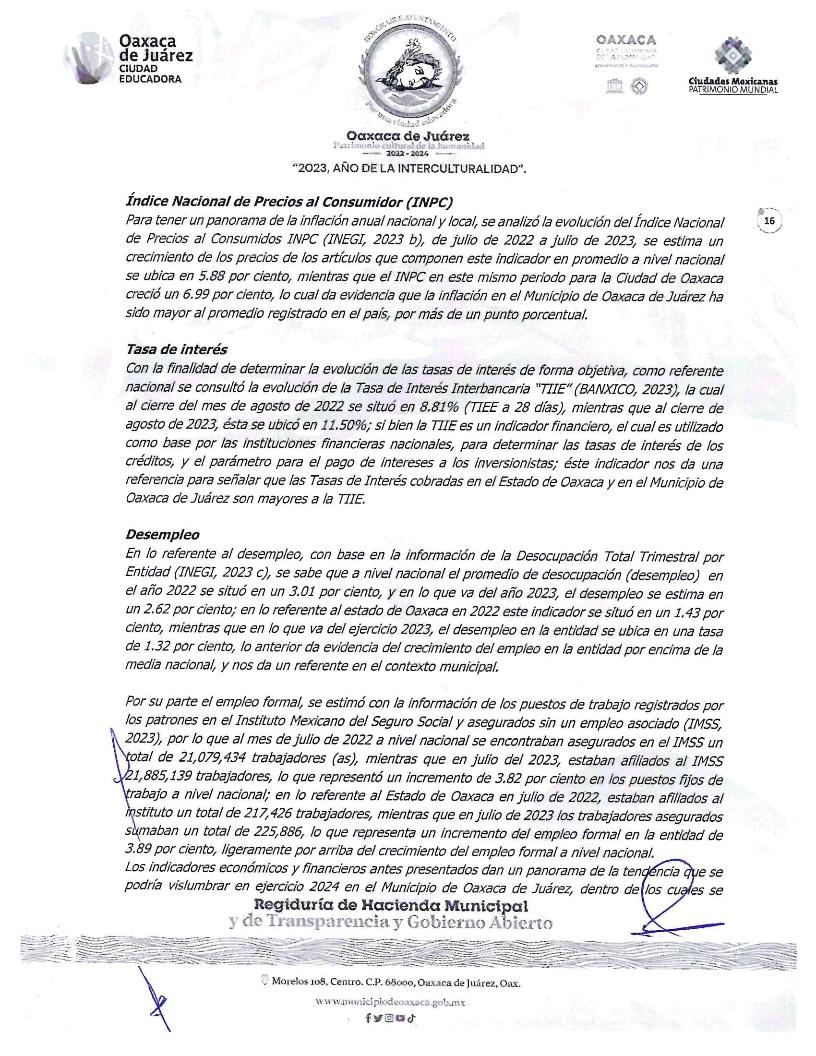 Oaxaca
de Juárez
CIUDAD
EDUCADORA
HONORABLE AYUNTAMIENTO
Por una ciudad educadora
Oaxaca de Juárez
Patrimonio cultural de la humanidad
2022 - 2024
OAXACA
Ciudades Mexicanas
PATRIMONIO MUNDIAL
"2023, AÑO DE LA INTERCULTURALIDAD".
16
Índice Nacional de Precios al Consumidor (INPC)
Para tener un panorama de la inflación anual nacional y local, se analizó la evolución del Índice Nacional
de Precios al Consumidos INPC (INEGI, 2023 b), de julio de 2022 a julio de 2023, se estima un
crecimiento de los precios de los artículos que componen este indicador en promedio a nivel nacional
se ubica en 5.88 por ciento, mientras que el INPC en este mismo periodo para la Ciudad de Oaxaca
creció un 6.99 por ciento, lo cual da evidencia que la inflación en el Municipio de Oaxaca de Juárez ha
sido mayor al promedio registrado en el país, por más de un punto porcentual.
Tasa de interés
Con la finalidad de determinar la evolución de las tasas de interés de forma objetiva, como referente
nacional se consultó la evolución de la Tasa de Interés Interbancaria "TIIE" (BANXICO, 2023), la cual
al cierre del mes de agosto de 2022 se situó en 8.81% (TIEE a 28 días), mientras que al cierre de
agosto de 2023, ésta se ubicó en 11.50%; si bien la TIIE es un indicador financiero, el cual es utilizado
como base por las instituciones financieras nacionales, para determinar las tasas de interés de los
créditos, y el parámetro para el pago de intereses a los inversionistas; éste indicador nos da una
referencia para señalar que las Tasas de Interés cobradas en el Estado de Oaxaca y en el Municipio de
Oaxaca de Juárez son mayores a la TIIE.
Desempleo
En lo referente al desempleo, con base en la información de la Desocupación Total Trimestral por
Entidad (INEGI, 2023 c), se sabe que a nivel nacional el promedio de desocupación (desempleo) en
el año 2022 se situó en un 3.01 por ciento, y en lo que va del año 2023, el desempleo se estima en
un 2.62 por ciento; en lo referente al estado de Oaxaca en 2022 este indicador se situó en un 1.43 por
ciento, mientras que en lo que va del ejercicio 2023, el desempleo en la entidad se ubica en una tasa
de 1.32 por ciento, lo anterior da evidencia del crecimiento del empleo en la entidad por encima de la
media nacional, y nos da un referente en el contexto municipal.
Por su parte el empleo formal, se estimó con la información de los puestos de trabajo registrados por
los patrones en el Instituto Mexicano del Seguro Social y asegurados sin un empleo asociado (IMSS,
2023), por lo que al mes de julio de 2022 a nivel nacional se encontraban asegurados en el IMSS un
total de 21,079,434 trabajadores (as), mientras que en julio del 2023, estaban afiliados al IMSS
21,885,139 trabajadores, lo que representó un incremento de 3.82 por ciento en los puestos fijos de
trabajo a nivel nacional; en lo referente al Estado de Oaxaca en julio de 2022, estaban afiliados al
instituto un total de 217,426 trabajadores, mientras que en julio de 2023 los trabajadores asegurados
sumaban un total de 225,886, lo que representa un incremento del empleo formal en la entidad de
3.89 por ciento, ligeramente por arriba del crecimiento del empleo formal a nivel nacional.
Los indicadores económicos y financieros antes presentados dan un panorama de la tendencia que se
podría vislumbrar en ejercicio 2024 en el Municipio de Oaxaca de Juárez, dentro de los cuales se
Regiduría de Hacienda Municipal
y de Transparencia y Gobierno Abierto
Morelos 108, Centro. C.P. 68000, Oaxaca de Juárez, Oax.
www.municipiodeoaxaca.gob.mx